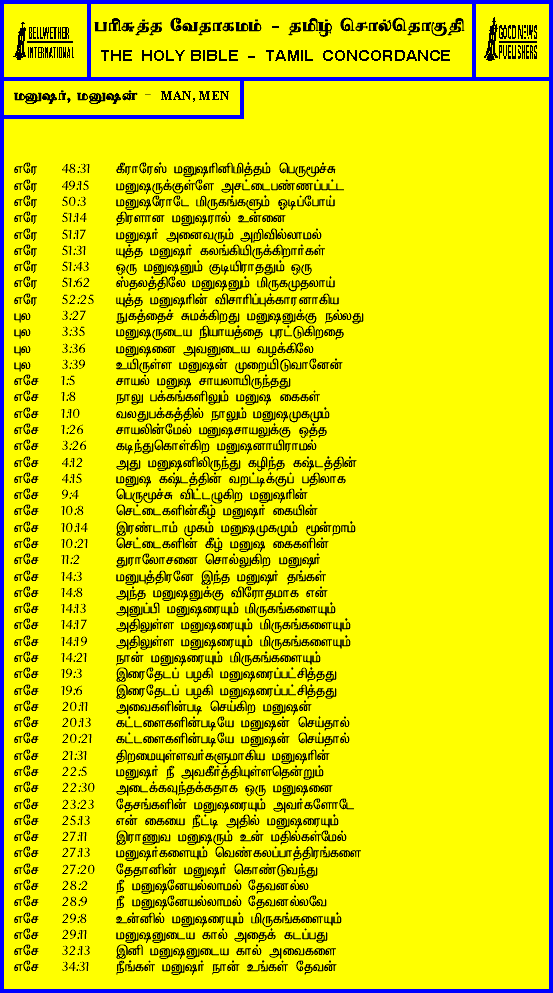 BELLWETHER
INTERNATIONAL
பரிசுத்த வேதாகமம் - தமிழ் சொல்தொகுதி
THE HOLY BIBLE - TAMIL CONCORDANCE
GOOD NEWS
PUBLISHERS
மனுஷர், மனுஷன் - MAN, MEN
எரே 48:31 கீராரேஸ் மனுஷரினிமித்தம் பெருமூச்சு
எரே 49:15 மனுஷருக்குள்ளே அசட்டைபண்ணப்பட்ட
எரே 50:3 மனுஷரோடே மிருகங்களும் ஓடிப்போய்
எரே 51:14 திரளான மனுஷரால் உன்னை
எரே 51:17 மனுஷர் அனைவரும் அறிவில்லாமல்
எரே 51:31 யுத்த மனுஷர் கலங்கியிருக்கிறார்கள்
எரே 51:43 ஒரு மனுஷனும் குடியிராததும் ஒரு
எரே 51:62 ஸ்தலத்திலே மனுஷனும் மிருகமுதலாய்
எரே 52:25 யுத்த மனுஷரின் விசாரிப்புக்காரனாகிய
புல 3:27 நுகத்தைச் சுமக்கிறது மனுஷனுக்கு நல்லது
புல 3:35 மனுஷருடைய நியாயத்தை புரட்டுகிறதை
புல 3:36 மனுஷனை அவனுடைய வழக்கிலே
புல 3:39 உயிருள்ள மனுஷன் முறையிடுவானேன்
எசே 1:5 சாயல் மனுஷ சாயலாயிருந்தது
எசே 1:8 நாலு பக்கங்களிலும் மனுஷ கைகள்
எசே 1:10 வலதுபக்கத்தில் நாலும் மனுஷமுகமும்
எசே 1:26 சாயலின்மேல் மனுஷசாயலுக்கு ஒத்த
எசே 3:26 கடிந்துகொள்கிற மனுஷனாயிராமல்
எசே 4:12 அது மனுஷனிலிருந்து கழிந்த கஷ்டத்தின்
எசே 4:15 மனுஷ கஷ்டத்தின் வறட்டிக்குப் பதிலாக
எசே 9:4 பெருமூச்சு விட்டழுகிற மனுஷரின்
எசே 10:8 செட்டைகளின்கீழ் மனுஷர் கையின்
எசே 10:14 இரண்டாம் முகம் மனுஷமுகமும் மூன்றாம்
எசே 10:21 செட்டைகளின் கீழ் மனுஷ கைகளின்
எசே 11:2 துராலோசனை சொல்லுகிற மனுஷர்
எசே 14:3 மனுபுத்திரனே இந்த மனுஷர் தங்கள்
எசே 14:8 அந்த மனுஷனுக்கு விரோதமாக என்
எசே 14:13 அனுப்பி மனுஷரையும் மிருகங்களையும்
எசே 14:17 அதிலுள்ள மனுஷரையும் மிருகங்களையும்
எசே 14:19 அதிலுள்ள மனுஷரையும் மிருகங்களையும்
எசே 14:21 நான் மனுஷரையும் மிருகங்களையும்
எசே 19:3 இரைதேடப் பழகி மனுஷரைப்பட்சித்தது
எசே 19:6 இரைதேடப் பழகி மனுஷரைப்பட்சித்தது
எசே 20:11 அவைகளின்படி செய்கிற மனுஷன்
எசே 20:13 கட்டளைகளின்படியே மனுஷன் செய்தால்
எசே 20:21 கட்டளைகளின்படியே மனுஷன் செய்தால்
எசே 21:31 திறமையுள்ளவர்களுமாகிய மனுஷரின்
எசே 22:5 மனுஷர் நீ அவகீர்த்தியுள்ளதென்றும்
எசே 22:30 அடைக்கவுந்தக்கதாக ஒரு மனுஷனை
எசே 23:23 தேசங்களின் மனுஷரையும் அவர்களோடே
எசே 25:13 என் கையை நீட்டி அதில் மனுஷரையும்
எசே 27:11 இராணுவ மனுஷரும் உன் மதில்கள்மேல்
எசே 27:13 மனுஷர்களையும் வெண்கலப்பாத்திரங்களை
எசே 27:20 தேதானின் மனுஷர் கொண்டுவந்து
எசே 28:2 நீ மனுஷனேயல்லாமல் தேவனல்ல
எசே 28:9 நீ மனுஷனேயல்லாமல் தேவனல்லவே
எசே 29:8 உன்னில் மனுஷரையும் மிருகங்களையும்
எசே 29:11 மனுஷனுடைய கால் அதைக் கடப்பது
எசே 32:13 இனி மனுஷனுடைய கால் அவைகளை
எசே 34:31 நீங்கள் மனுஷர் நான் உங்கள் தேவன்